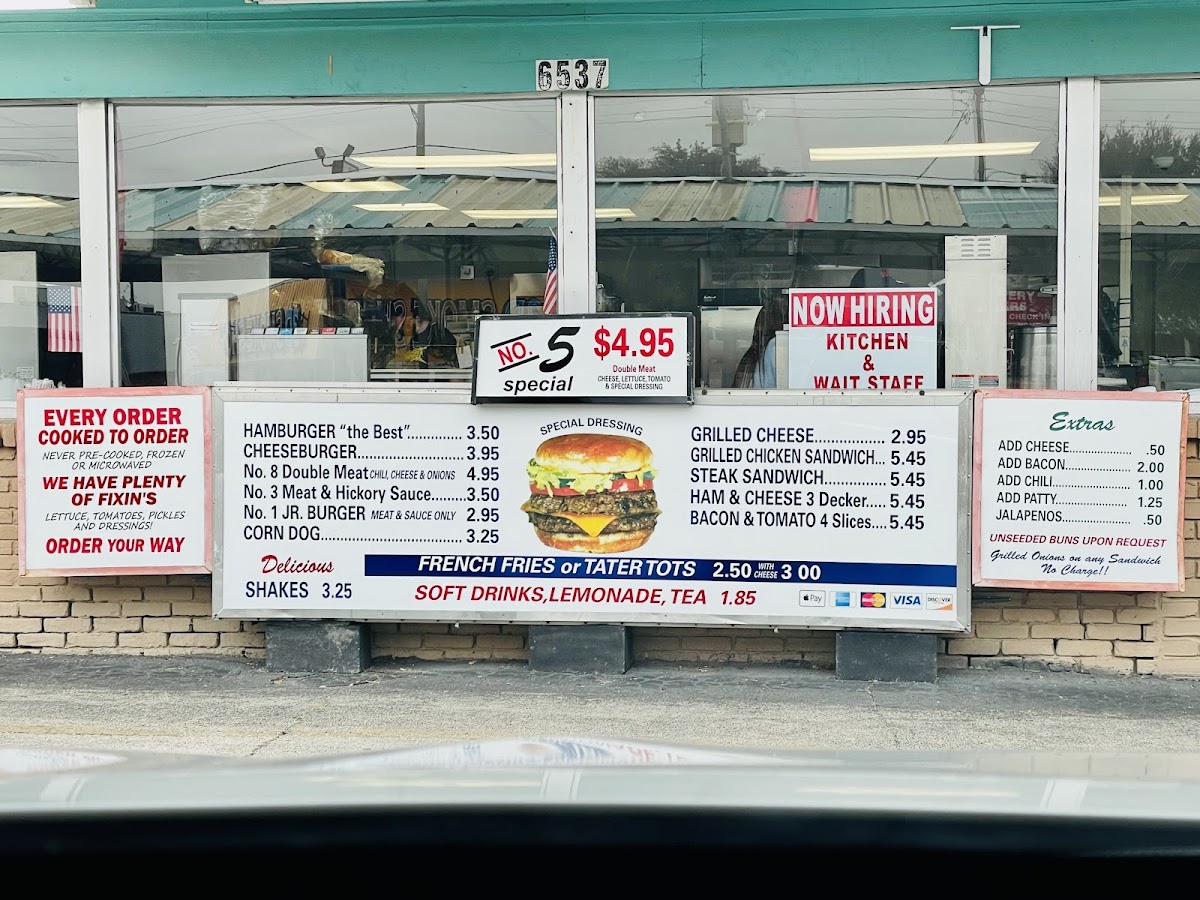 6537
NO. 5 special
$4.95
Double Meat
CHEESE, LETTUCE, TOMATO
& SPECIAL DRESSING
NOW HIRING
KITCHEN
&
WAIT STAFF
EVERY ORDER
COOKED TO ORDER
NEVER PRE-COOKED, FROZEN
OR MICROWAVED
WE HAVE PLENTY
OF FIXIN'S
LETTUCE, TOMATOES, PICKLES
AND DRESSINGS!
ORDER YOUR WAY
HAMBURGER "the Best".............. 3.50
CHEESEBURGER........................ 3.95
No. 8 Double Meat CHILI, CHEESE & ONIONS 4.95
No. 3 Meat & Hickory Sauce........3.50
No. 1 JR. BURGER MEAT & SAUCE ONLY 2.95
CORN DOG............................... 3.25
SPECIAL DRESSING
GRILLED CHEESE................. 2.95
GRILLED CHICKEN SANDWICH... 5.45
STEAK SANDWICH............... 5.45
HAM & CHEESE 3 Decker..... 5.45
BACON & TOMATO 4 Slices....5.45
Delicious
SHAKES 3.25
FRENCH FRIES or TATER TOTS 2.50 WITH CHEESE 3 00
SOFT DRINKS,LEMONADE, TEA 1.85
Pay
MasterCard
VISA
DISCOVER
Extras
ADD CHEESE.................. .50
ADD BACON................... 2.00
ADD CHILI..................... 1.00
ADD PATTY.................... 1.25
JALAPENOS.................... .50
UNSEEDED BUNS UPON REQUEST
Grilled Onions on any Sandwich
No Charge!!